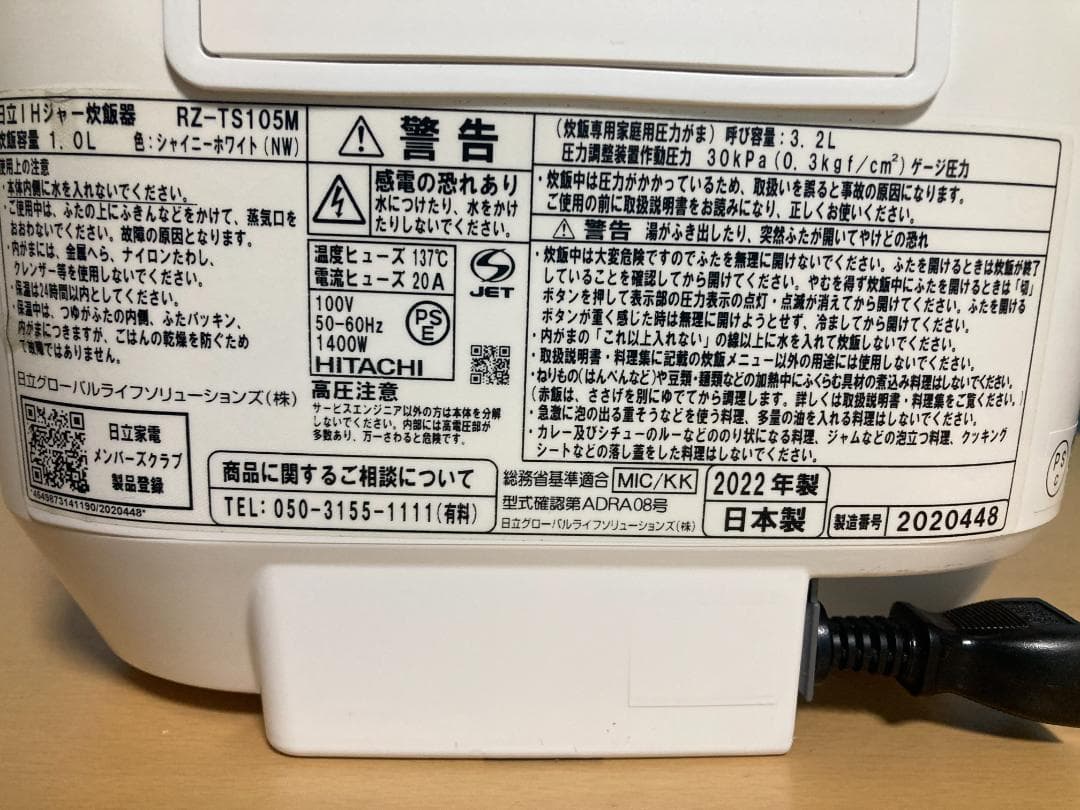 日立IHジャー炊飯器 RZ-TS105M
炊飯容量 1.0L 色:シャイニーホワイト(NW)
使用上の注意
・本体内側に水を入れないでください。
・ご使用中は、ふたの上にふきんなどをかけて、蒸気口を
おおわないでください。故障の原因となります。
・内がまには、金属へら、ナイロンたわし、
クレンザー等を使用しないでください。
・保温は24時間以内としてください。
・保温中は、つゆがふたの内側、ふたパッキン、
内がまにつきますが、ごはんの乾燥を防ぐため
で故障ではありません。
日立グローバルライフソリューションズ(株)
日立家電
メンバーズクラブ
製品登録
*4549873141190/2020448*
警告
感電の恐れあり
水につけたり、水をかけ
たりしないでください。
温度ヒューズ 137℃
電流ヒューズ 20A
100V
50-60Hz
1400W
HITACHI
PS
E
S
JET
高圧注意
サービスエンジニア以外の方は本体を分解
しないでください。内部には高電圧部が
多数あり、万一さわると危険です。
商品に関するご相談について
TEL:050-3155-1111(有料)
(炊飯専用家庭用圧力がま) 呼び容量:3.2L
圧力調整装置作動圧力 30kPa(0.3kgf/cm²)ゲージ圧力
・炊飯中は圧力がかかっているため、取扱いを誤ると事故の原因になります。
ご使用の前に取扱説明書をお読みになり、正しくお使いください。
警告 湯がふき出したり、突然ふたが開いてやけどの恐れ
・炊飯中は大変危険ですのでふたを無理に開けないでください。ふたを開けるときは炊飯が終了
していることを確認してから開けてください。やむを得ず炊飯中にふたを開けるときは「切」
ボタンを押して表示部の圧力表示の点灯・点滅が消えてから開けてください。ふたを開ける
ボタンが重く感じた時は無理に開けようとせず、冷ましてから開けてください。
・内がまの「これ以上入れない」の線以上に水を入れて炊飯しないでください。
・取扱説明書・料理集に記載の炊飯メニュー以外の用途には使用しないでください。
・ねりもの(はんぺんなど)や豆類・麺類などの加熱中にふくらむ具材の煮込み料理はしないでください。
(赤飯は、ささげを別にゆでてから調理します。詳しくは取扱説明書・料理集をご覧ください。)
・急激に泡の出る重そうなどを使う料理、多量の油を入れる料理はしないでください。
・カレー及びシチューのルーなどののり状になる料理、ジャムなどの泡立つ料理、クッキング
シートなどの落し蓋をした料理はしないでください。
PS
C
総務省基準適合 MIC/KK
型式確認第ADRA08号
日立グローバルライフソリューションズ(株)
2022年製
日本製
製造番号 2020448